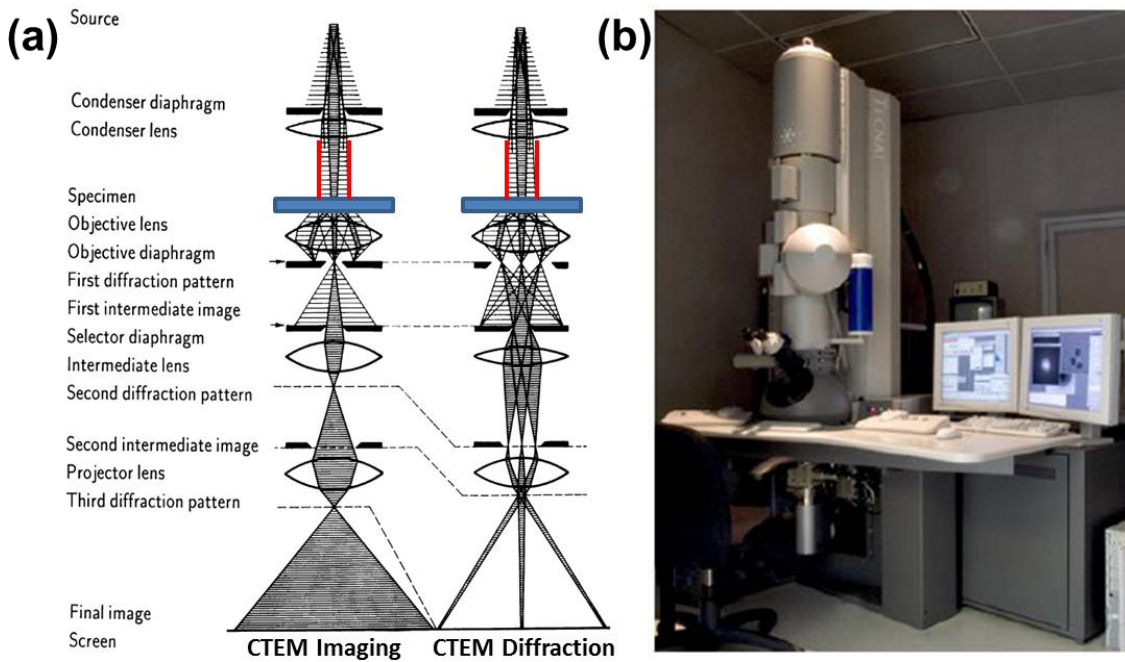 (a)
Source
Condenser diaphragm
Condenser lens
Specimen
Objective lens
Objective diaphragm
First diffraction pattern
First intermediate image
Selector diaphragm
Intermediate lens
Second diffraction pattern
Second intermediate image
Projector lens
Third diffraction pattern
Final image
Screen
CTEM Imaging
CTEM Diffraction
(b)
TECNAI